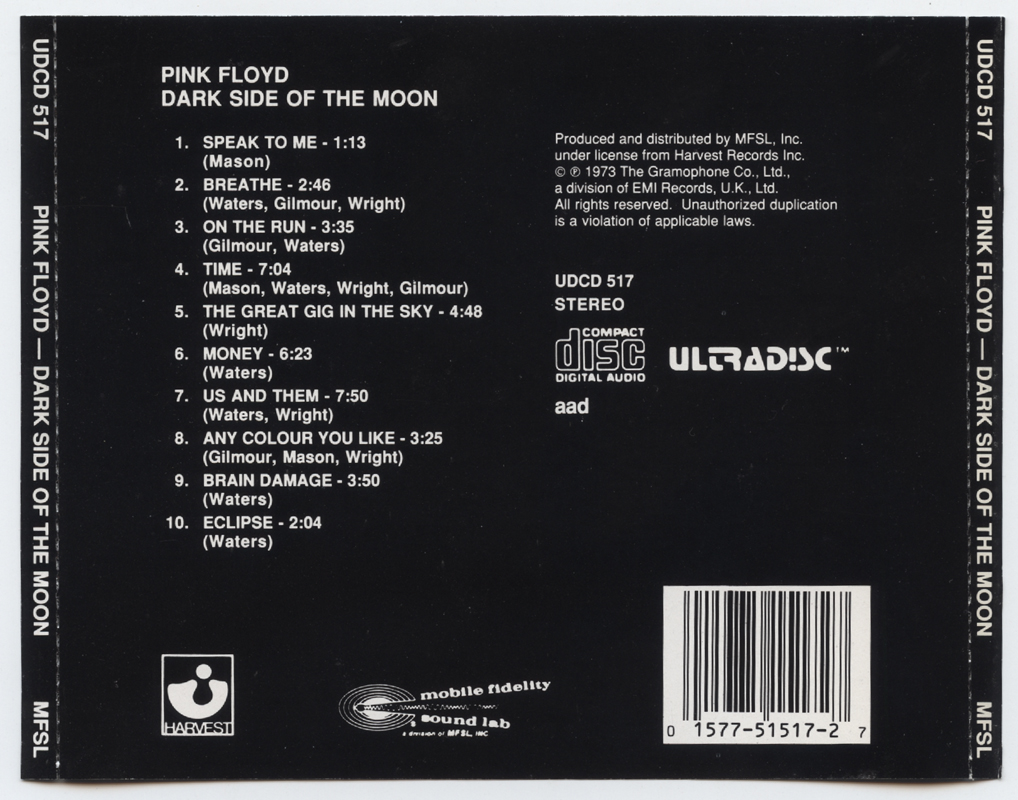 UDCD 517 PINK FLOYD — DARK SIDE OF THE MOON MFSL
PINK FLOYD
DARK SIDE OF THE MOON
1. SPEAK TO ME - 1:13
(Mason)
2. BREATHE - 2:46
(Waters, Gilmour, Wright)
3. ON THE RUN - 3:35
(Gilmour, Waters)
4. TIME - 7:04
(Mason, Waters, Wright, Gilmour)
5. THE GREAT GIG IN THE SKY - 4:48
(Wright)
6. MONEY - 6:23
(Waters)
7. US AND THEM - 7:50
(Waters, Wright)
8. ANY COLOUR YOU LIKE - 3:25
(Gilmour, Mason, Wright)
9. BRAIN DAMAGE - 3:50
(Waters)
10. ECLIPSE - 2:04
(Waters)
Produced and distributed by MFSL, Inc.
under license from Harvest Records Inc.
© ℗ 1973 The Gramophone Co., Ltd.,
a division of EMI Records, U.K., Ltd.
All rights reserved. Unauthorized duplication
is a violation of applicable laws.
UDCD 517
STEREO
COMPACT
disc
DIGITAL AUDIO
ULTRADISC™
aad
HARVEST
mobile fidelity
sound lab
a division of MFSL, INC
0 1577-51517-2 7
UDCD 517 PINK FLOYD — DARK SIDE OF THE MOON MFSL